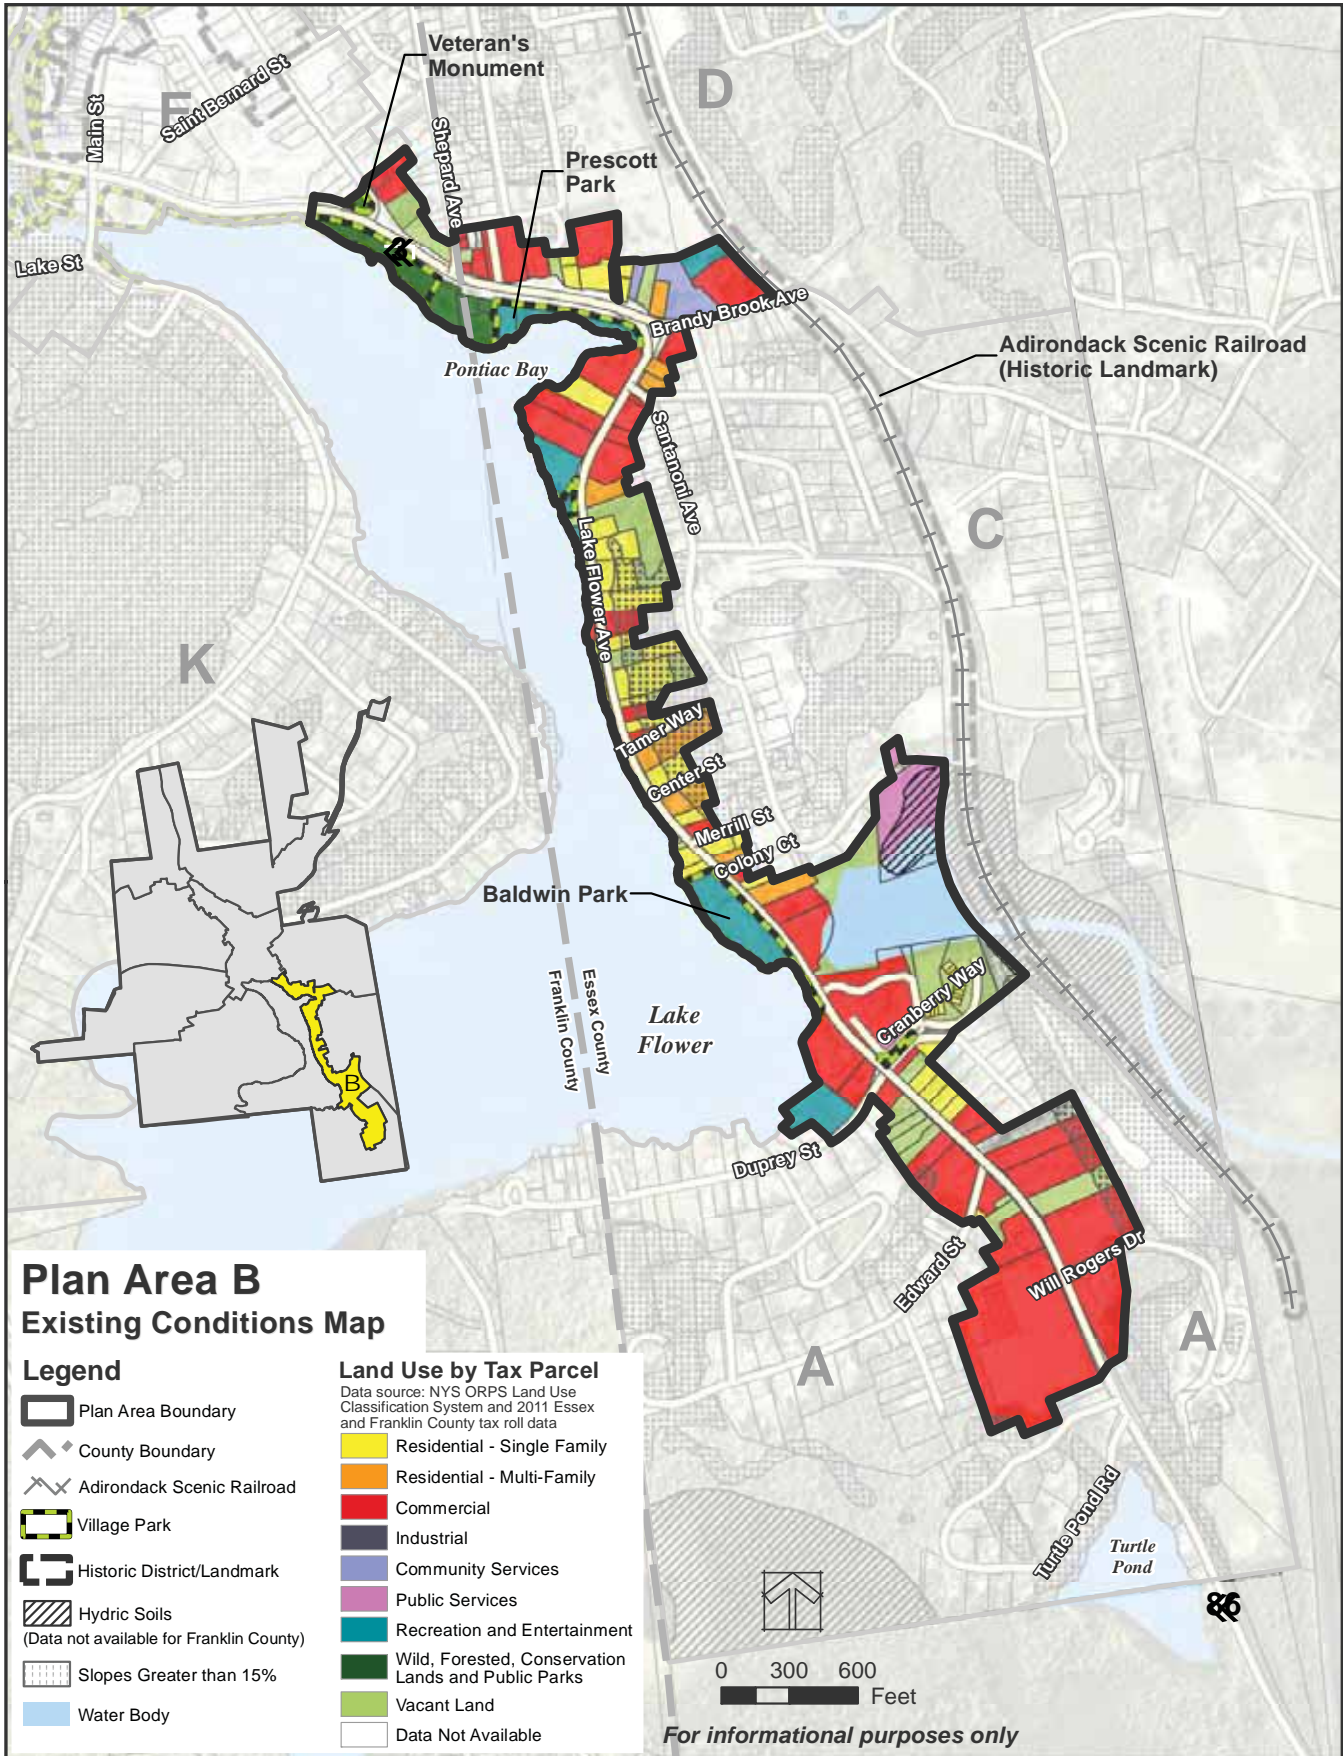 Veteran's
Monument
D
F
Saint Bernard St
Main St
Shepard Ave
Prescott
Park
Lake St
3
Brandy Brook Ave
Pontiac Bay
Adirondack Scenic Railroad
(Historic Landmark)
Santanoni Ave
C
Lake Flower Ave
K
Tamer Way
Center St
Merrill St
Colony Ct
Baldwin Park
Cranberry Way
Essex County
Franklin County
Lake
Flower
B
Duprey St
Edward St
Will Rogers Dr
A
A
Turtle Pond Rd
Turtle
Pond
86
Plan Area B
Existing Conditions Map
Legend
Plan Area Boundary
County Boundary
Adirondack Scenic Railroad
Village Park
Historic District/Landmark
Hydric Soils
(Data not available for Franklin County)
Slopes Greater than 15%
Water Body
Land Use by Tax Parcel
Data source: NYS ORPS Land Use
Classification System and 2011 Essex
and Franklin County tax roll data
Residential - Single Family
Residential - Multi-Family
Commercial
Industrial
Community Services
Public Services
Recreation and Entertainment
Wild, Forested, Conservation
Lands and Public Parks
Vacant Land
Data Not Available
0 300 600
Feet
For informational purposes only